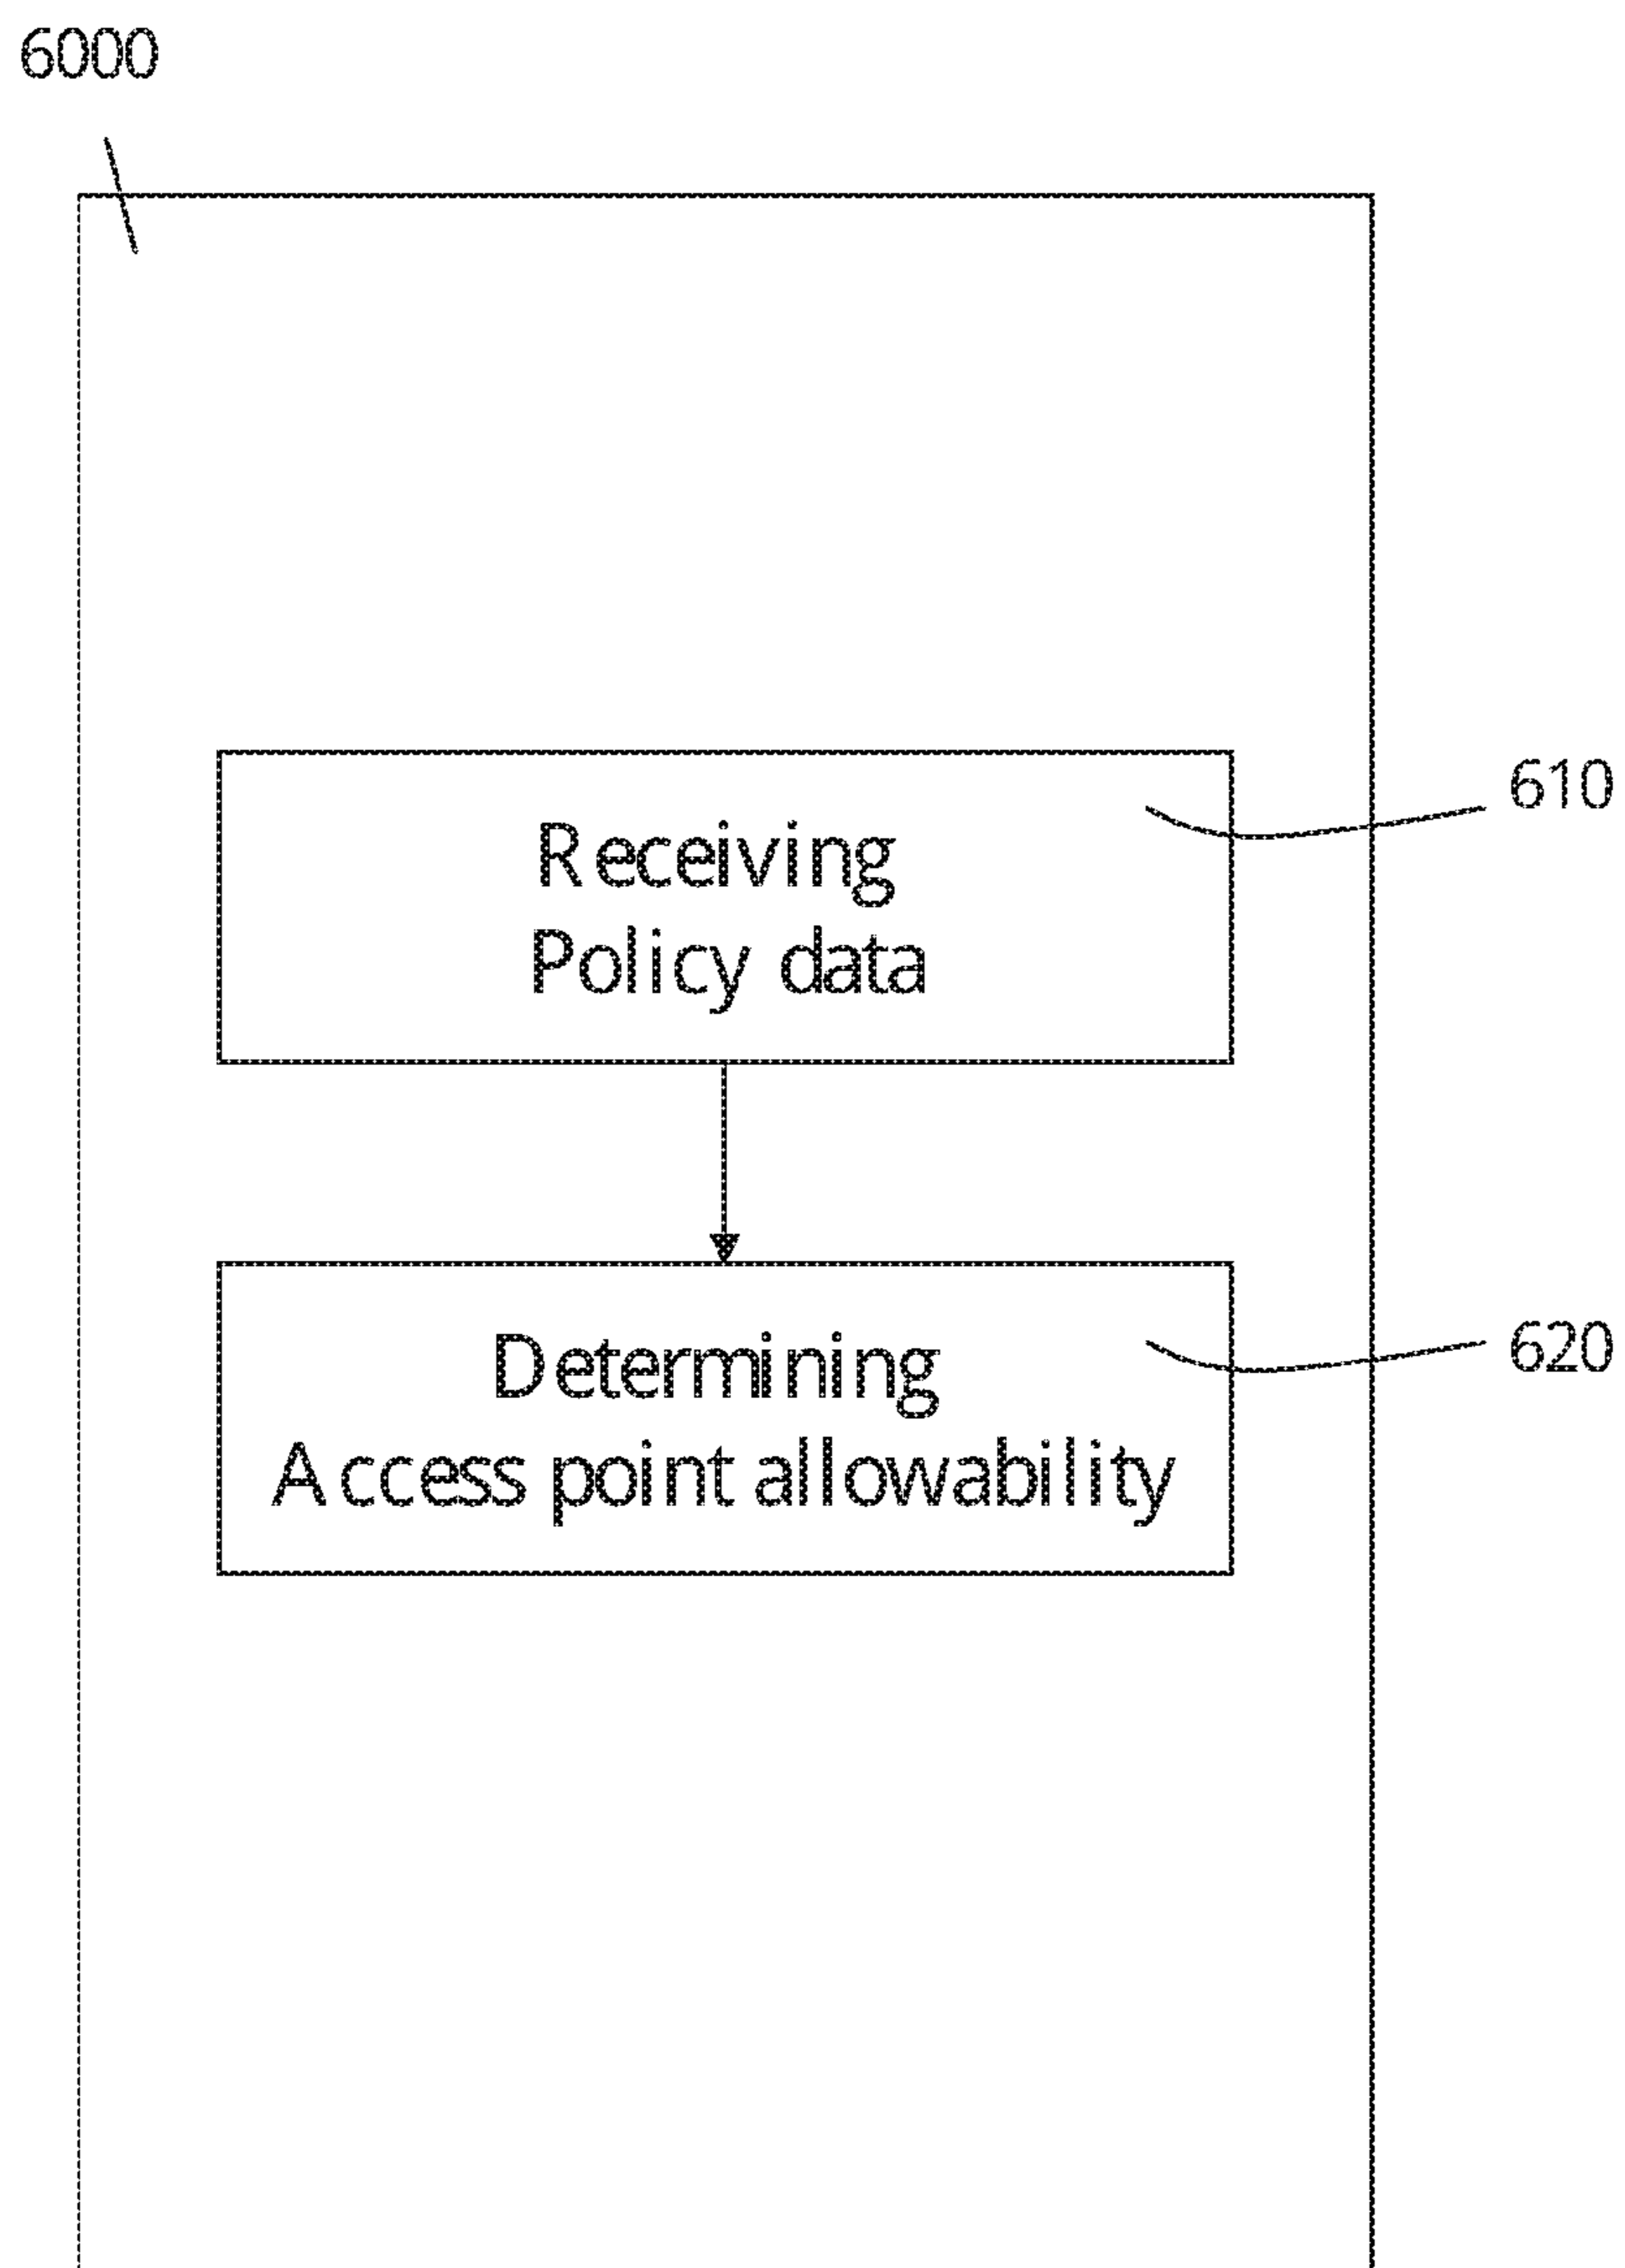 6000
610
Receiving
Policy data
620
Determining
Access point allowability